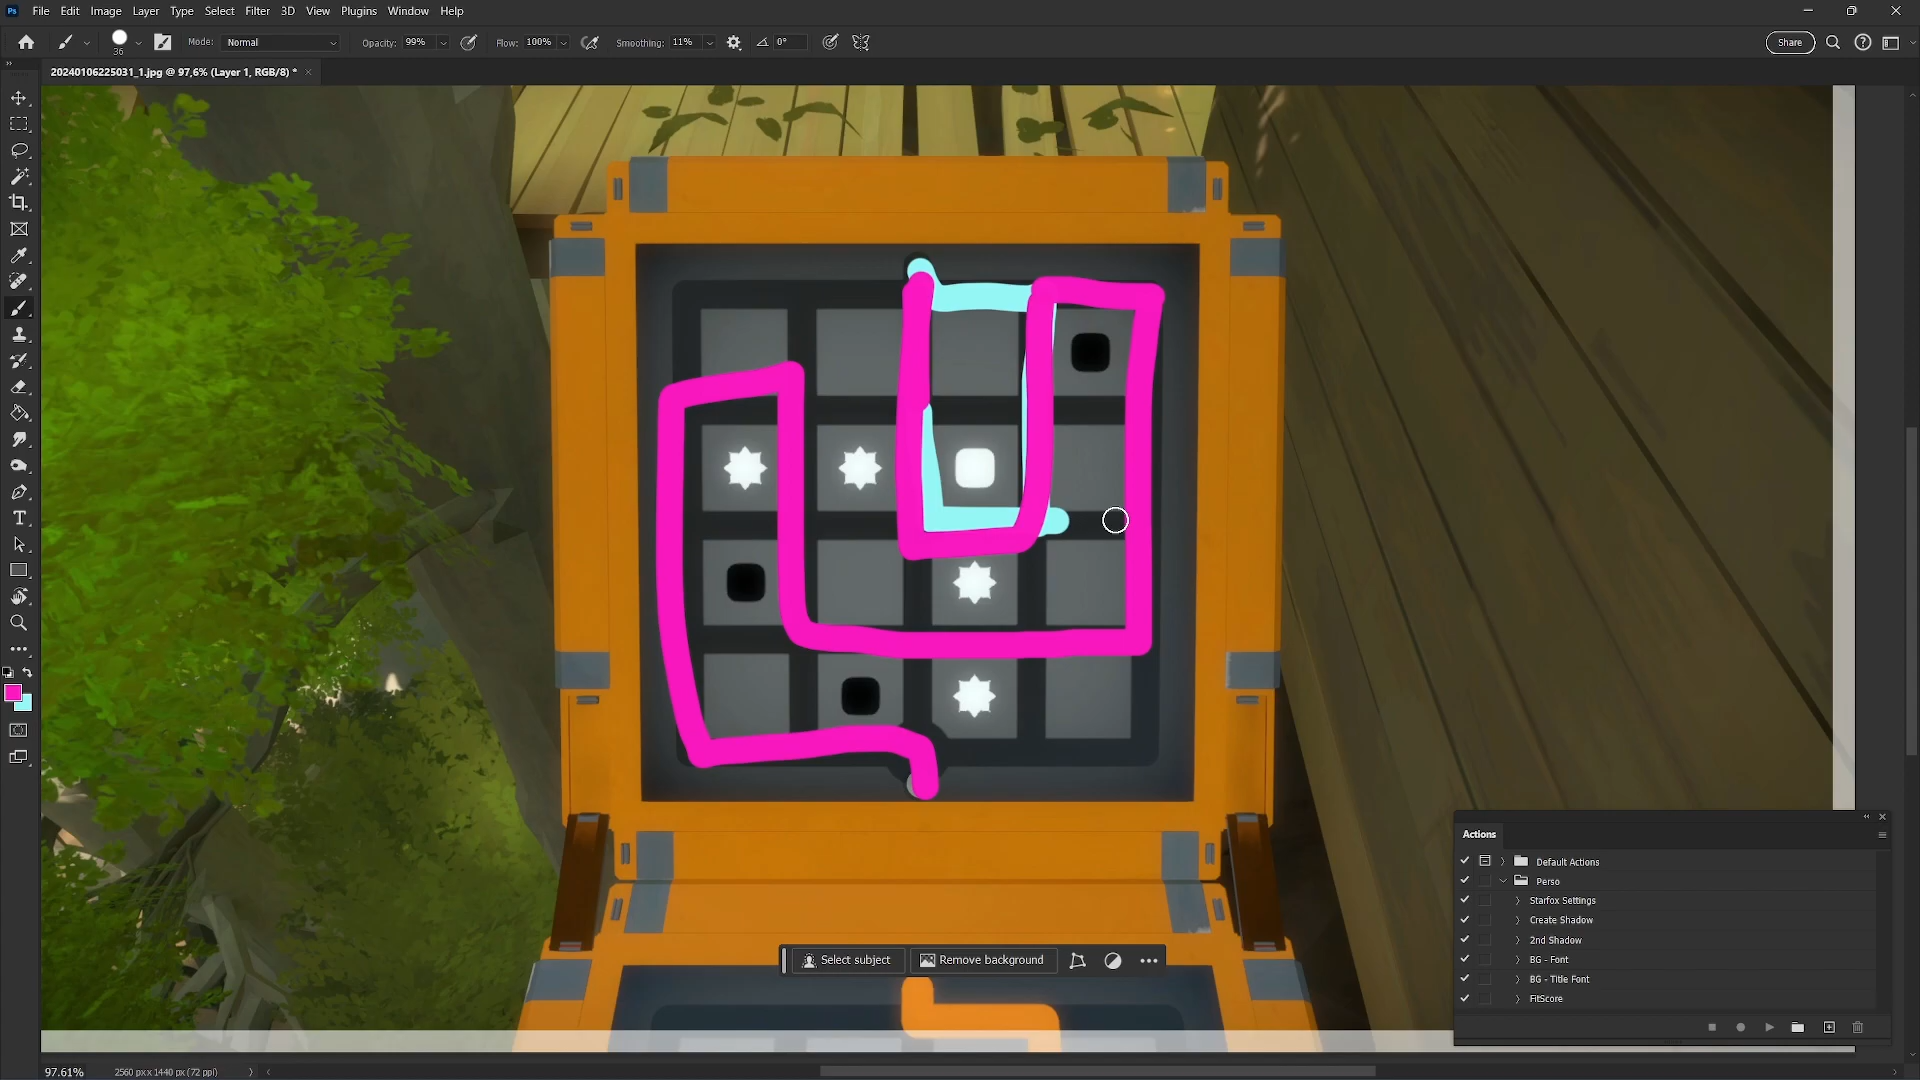 Ps File Edit Image Layer Type Select Filter 3D View Plugins Window Help
36 Mode: Normal Opacity: 99% Flow: 100% Smoothing: 11% 0° Share
20240106225031_1.jpg @ 97,6% (Layer 1, RGB/8) *
Select subject Remove background
Actions
Default Actions
Perso
Starfox Settings
Create Shadow
2nd Shadow
BG - Font
BG - Title Font
FitScore
97.61% 2560 px x 1440 px (72 ppi)